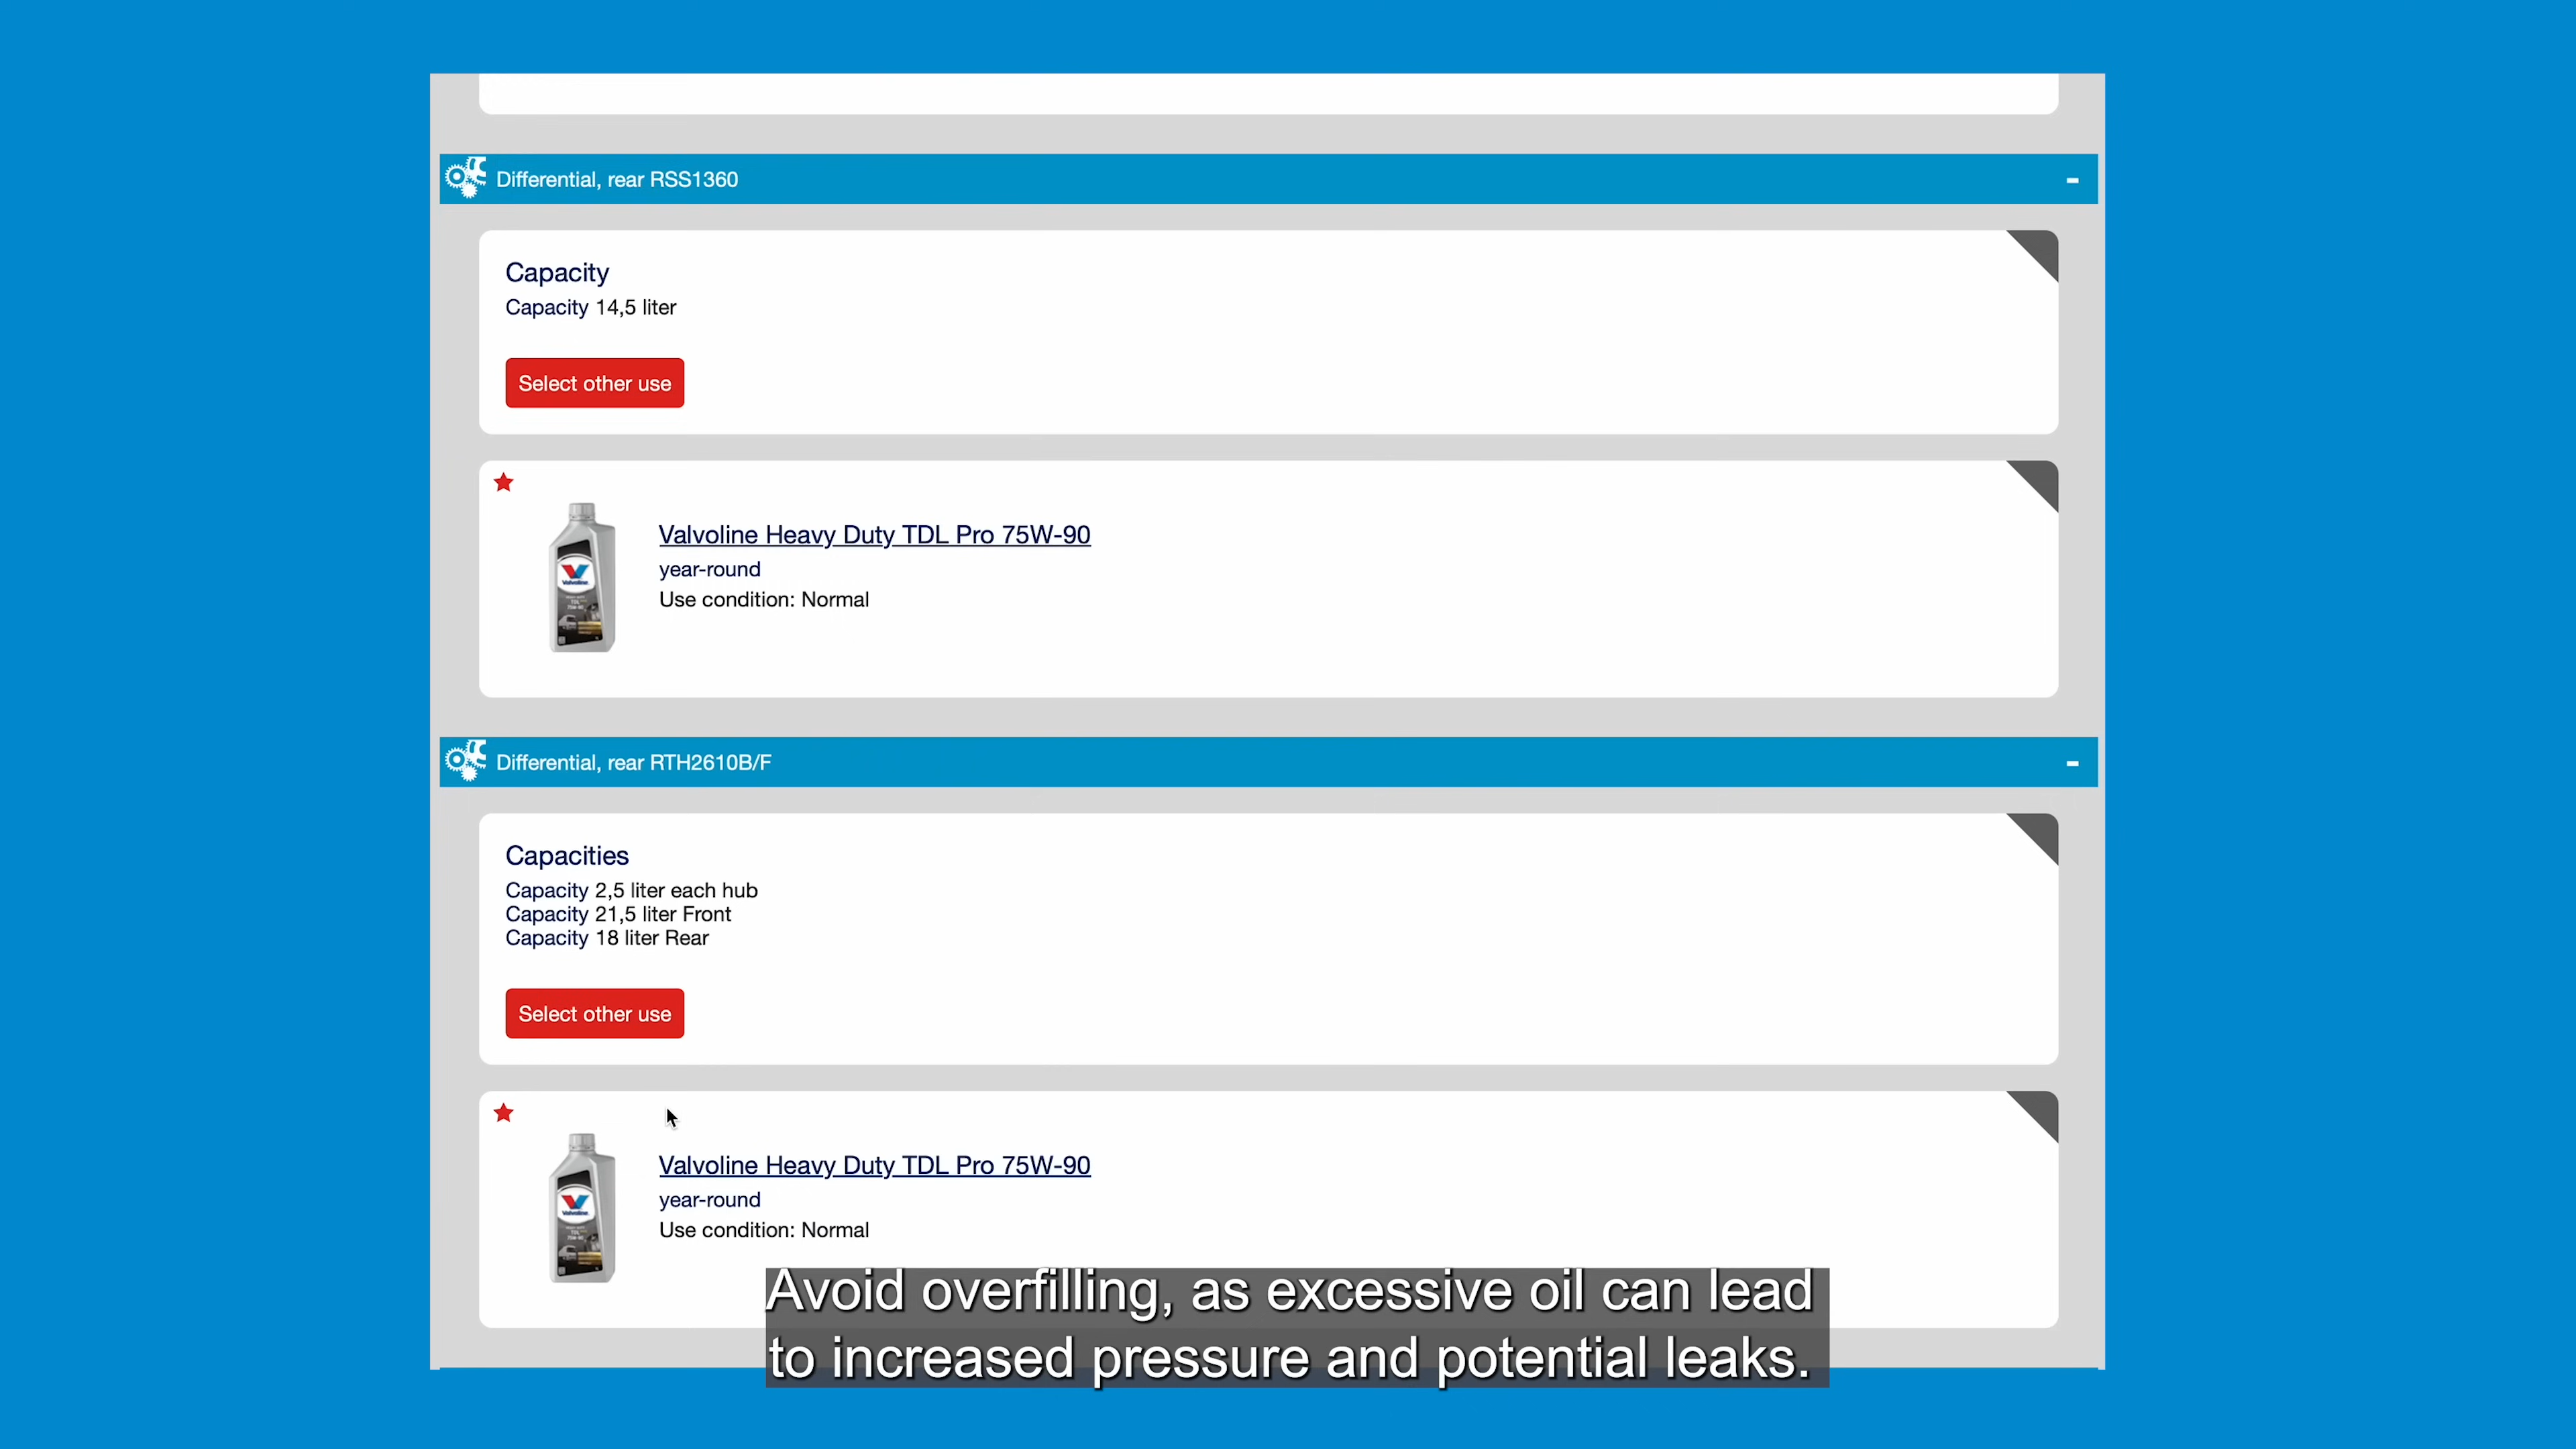 Differential, rear RSS1360
Capacity
Capacity 14,5 liter
Select other use
Valvoline Heavy Duty TDL Pro 75W-90
year-round
Use condition: Normal
Differential, rear RTH2610B/F
Capacities
Capacity 2,5 liter each hub
Capacity 21,5 liter Front
Capacity 18 liter Rear
Select other use
Valvoline Heavy Duty TDL Pro 75W-90
year-round
Use condition: Normal
Avoid overfilling, as excessive oil can lead
to increased pressure and potential leaks.